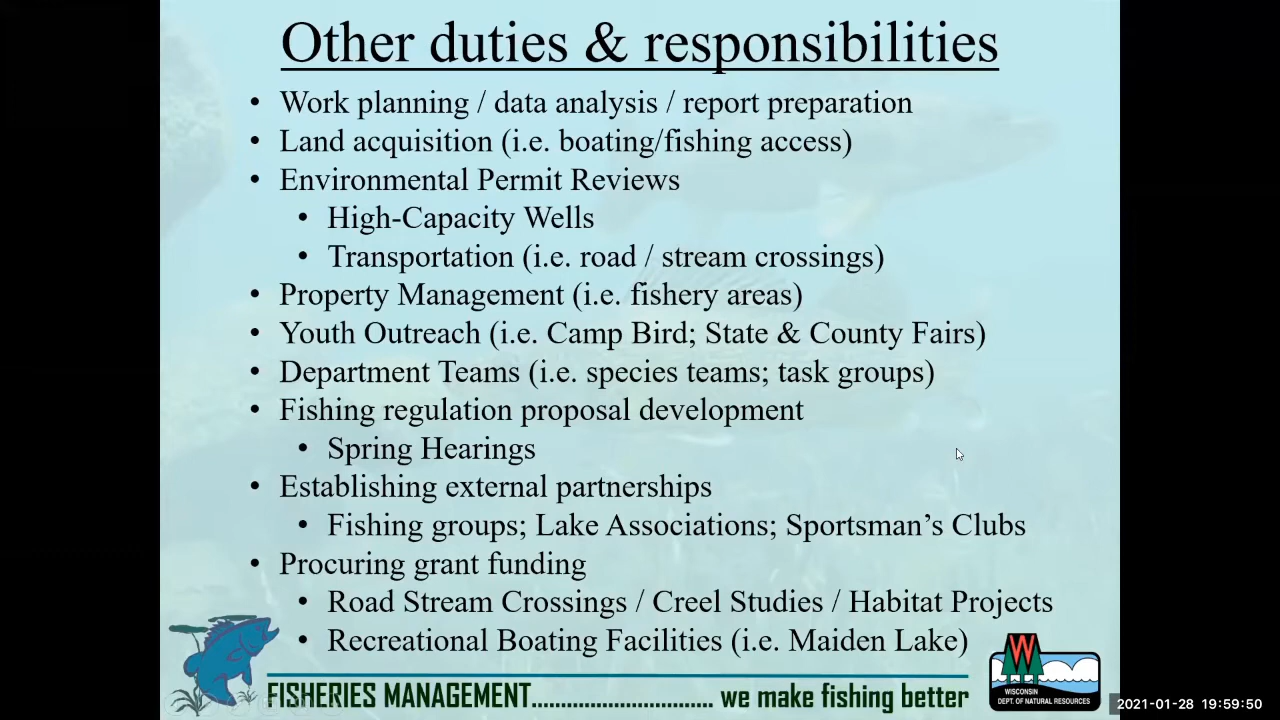 Other duties & responsibilities
• Work planning / data analysis / report preparation
• Land acquisition (i.e. boating/fishing access)
• Environmental Permit Reviews
• High-Capacity Wells
• Transportation (i.e. road / stream crossings)
• Property Management (i.e. fishery areas)
• Youth Outreach (i.e. Camp Bird; State & County Fairs)
• Department Teams (i.e. species teams; task groups)
• Fishing regulation proposal development
• Spring Hearings
• Establishing external partnerships
• Fishing groups; Lake Associations; Sportsman’s Clubs
• Procuring grant funding
• Road Stream Crossings / Creel Studies / Habitat Projects
• Recreational Boating Facilities (i.e. Maiden Lake)
FISHERIES MANAGEMENT............................... we make fishing better
W
WISCONSIN
DEPT. OF NATURAL RESOURCES
2021-01-28 19:59:50